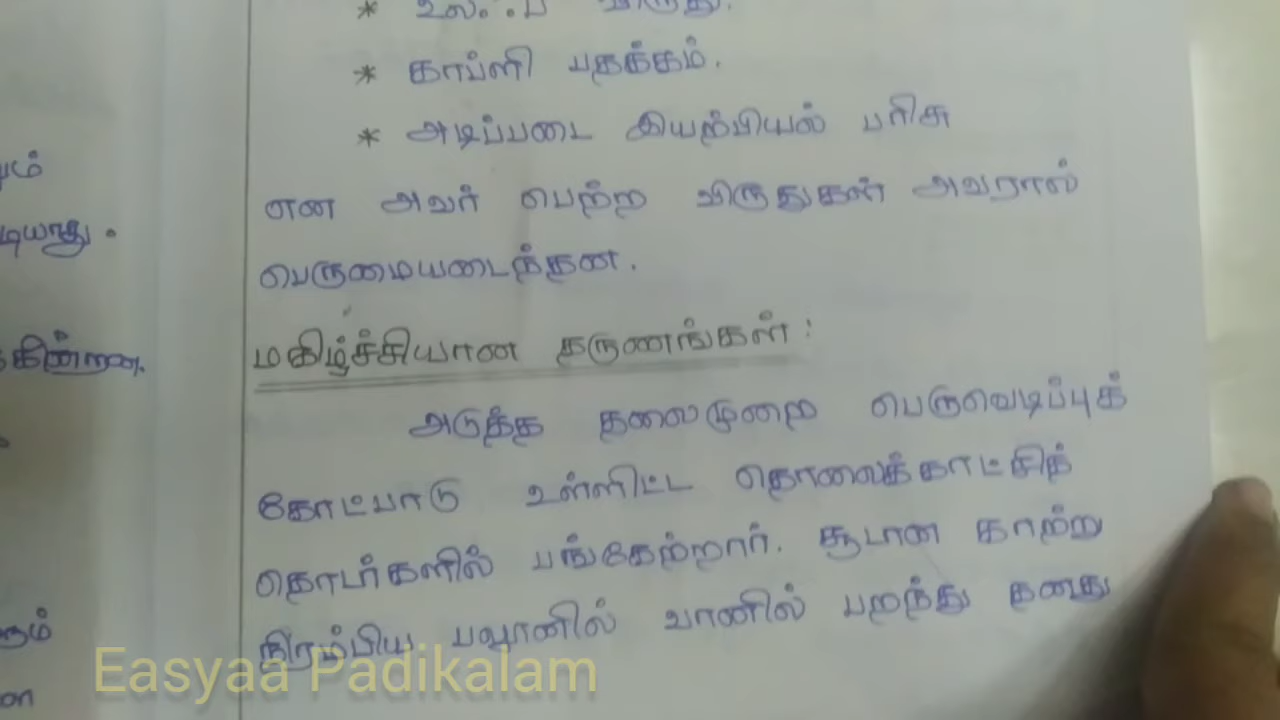 * காப்ளி பதக்கம்.
* அடிப்படை இயற்பியல் பரிசு
என அவர் பெற்ற விருதுகள் அவரால்
பெருமையடைந்தன.
மகிழ்ச்சியான தருணங்கள் :
அடுத்த தலைமுறை பெருவெடிப்புக்
கோட்பாடு உள்ளிட்ட தொலைக்காட்சித்
தொடர்களில் பங்கேற்றார். சூடான காற்று
நிரம்பிய பலூனில் வானில் பறந்து தனது
கின்றன.
Easyaa Padikalam